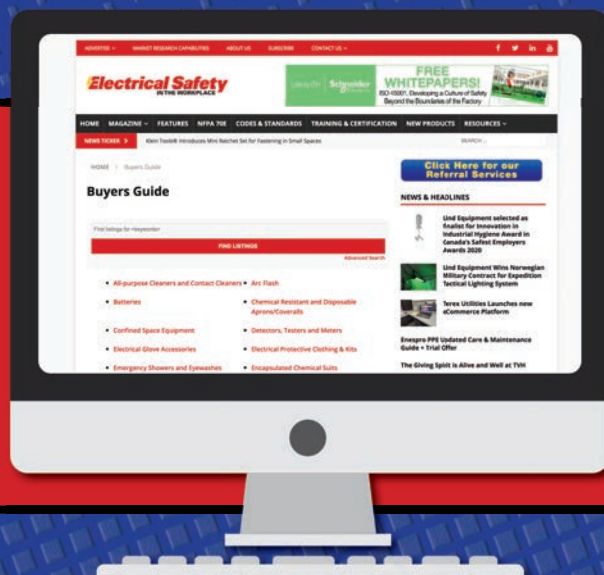 ADVERTISE
MARKET RESEARCH CAPABILITIES
ABOUT US
SUBSCRIBE
CONTACT US
Electrical Safety
IN THE WORKPLACE
Schneider
FREE
WHITEPAPERS!
Developing a Culture of Safety
Beyond the Boundaries of the Factory
HOME MAGAZINE FEATURES NFPA 70E CODES & STANDARDS TRAINING & CERTIFICATION NEW PRODUCTS RESOURCES
NEWS TICKER Klein Tools® Introduces Mini Ratchet Set for Fastening in Small Spaces SEARCH ...
HOME Buyers Guide
Buyers Guide
Find listings for
FIND LISTINGS
Advanced Search
• All-purpose Cleaners and Contact Cleaners
• Arc Flash
• Batteries
• Chemical Resistant and Disposable
Aprons/Coveralls
• Confined Space Equipment
• Detectors, Testers and Meters
• Electrical Glove Accessories
• Electrical Protective Clothing & Kits
• Emergency Showers and Eyewashes
• Encapsulated Chemical Suits
Click Here for our
Referral Services
NEWS & HEADLINES
Und Equipment selected as
finalist for Innovation in
Industrial Hygiene Award in
Canada's Safest Employers
Awards 2020
Und Equipment Wins Norwegian
Military Contract for Expedition
Tactical Lighting System
Terex Utilities Launches new
eCommerce Platform
Enespro PPE Updated Care & Maintenance
Guide + Trial Offer
The Giving Spirit is Alive and Well at TVH